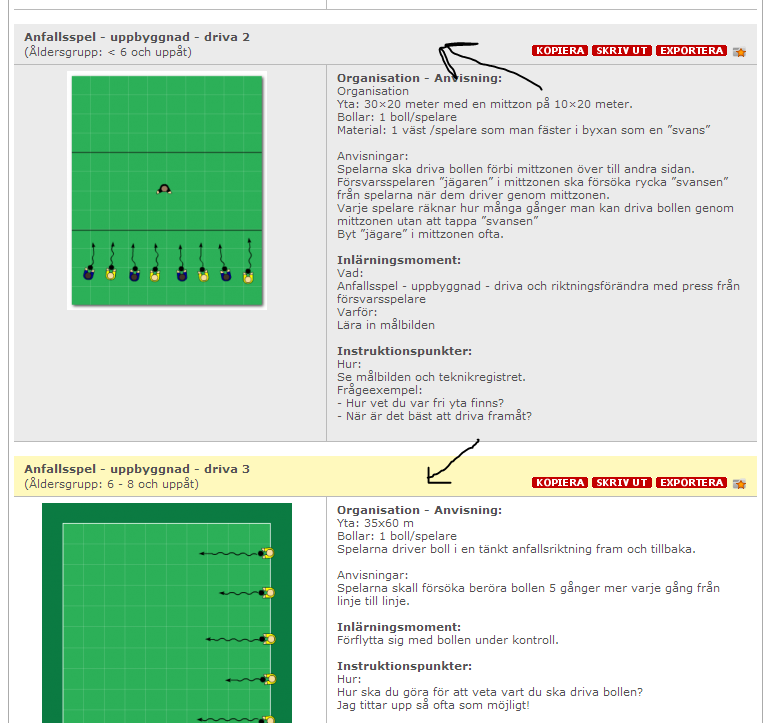 Anfallsspel - uppbyggnad - driva 2
(Åldersgrupp: < 6 och uppåt)
KOPIERA SKRIV UT EXPORTERA
Organisation - Anvisning:
Organisation
Yta: 30×20 meter med en mittzon på 10×20 meter.
Bollar: 1 boll/spelare
Material: 1 väst /spelare som man fäster i byxan som en ”svans”
Anvisningar:
Spelarna ska driva bollen förbi mittzonen över till andra sidan.
Försvarsspelaren ”jägaren” i mittzonen ska försöka rycka ”svansen”
från spelarna när dem driver genom mittzonen.
Varje spelare räknar hur många gånger man kan driva bollen genom
mittzonen utan att tappa ”svansen”
Byt ”jägare” i mittzonen ofta.
Inlärningsmoment:
Vad:
Anfallsspel - uppbyggnad - driva och riktningsförändra med press från
försvarsspelare
Varför:
Lära in målbilden
Instruktionspunkter:
Hur:
Se målbilden och teknikregistret.
Frågeexempel:
- Hur vet du var fri yta finns?
- När är det bäst att driva framåt?
Anfallsspel - uppbyggnad - driva 3
(Åldersgrupp: 6 - 8 och uppåt)
KOPIERA SKRIV UT EXPORTERA
Organisation - Anvisning:
Yta: 35x60 m
Bollar: 1 boll/spelare
Spelarna driver boll i en tänkt anfallsriktning fram och tillbaka.
Anvisningar:
Spelarna skall försöka beröra bollen 5 gånger mer varje gång från
linje till linje.
Inlärningsmoment:
Förflytta sig med bollen under kontroll.
Instruktionspunkter:
Hur:
Hur ska du göra för att veta vart du ska driva bollen?
Jag tittar upp så ofta som möjligt!